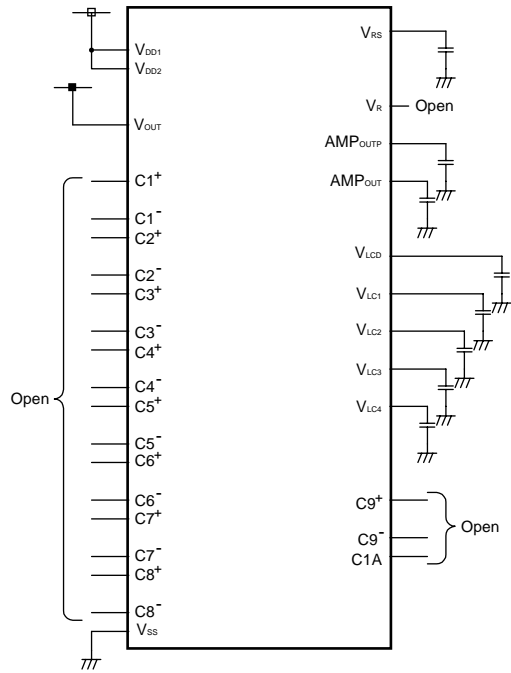 VDD1
VDD2
VOUT
C1+
C1-
C2+
C2-
C3+
C3-
C4+
C4-
C5+
C5-
C6+
C6-
C7+
C7-
C8+
C8-
VSS
Open
VRS
VR Open
AMPOUTP
AMPOUT
VLCD
VLC1
VLC2
VLC3
VLC4
C9+
C9-
C1A
Open